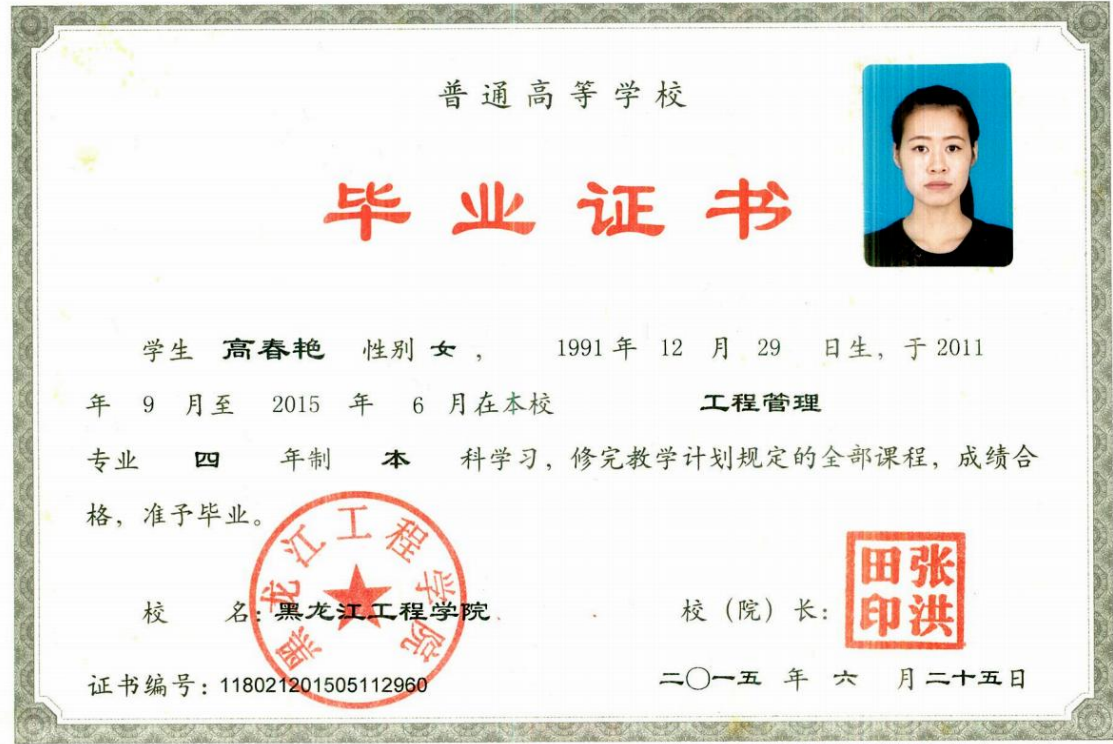 普通高等学校
毕业证书
学生 高春艳 性别 女 , 1991 年 12 月 29 日生, 于 2011
年 9 月至 2015 年 6 月在本校 工程管理
专业 四 年制 本 科学习, 修完教学计划规定的全部课程, 成绩合
格, 准予毕业。
黑龙江工程学院
校 名: 黑龙江工程学院
校 (院) 长:
张洪田印
证书编号: 118021201505112960
二〇一五 年 六 月二十五日